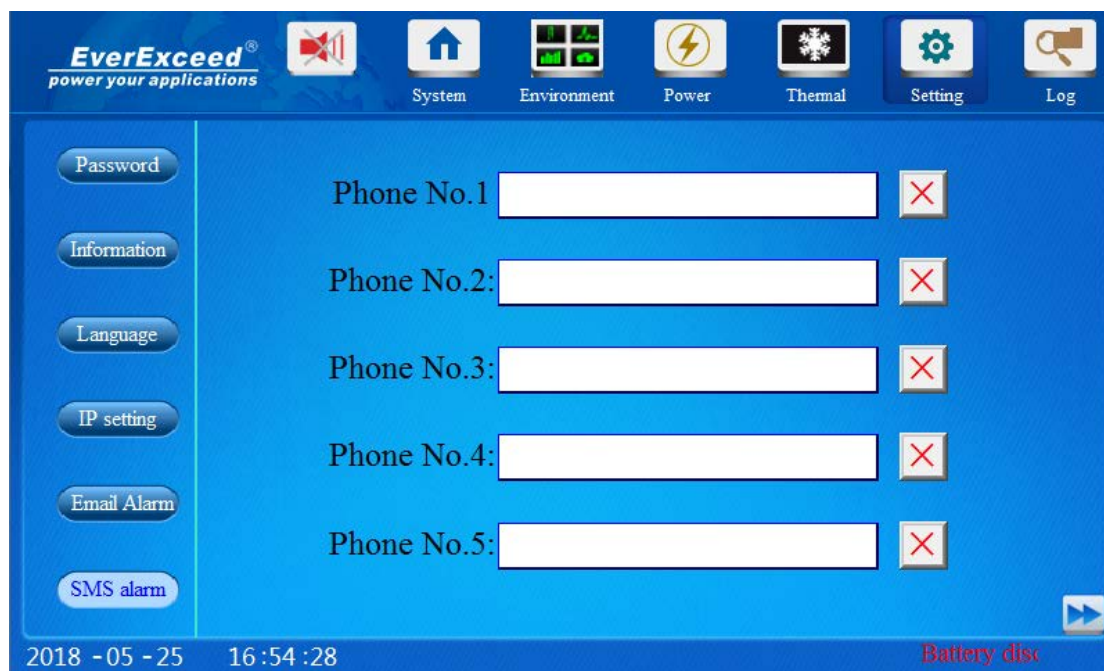 EverExceed®
power your applications
System
Environment
Power
Thermal
Setting
Log
Password
Information
Language
IP setting
Email Alarm
SMS alarm
Phone No.1
Phone No.2:
Phone No.3:
Phone No.4:
Phone No.5:
2018 -05 -25 16:54:28
Battery